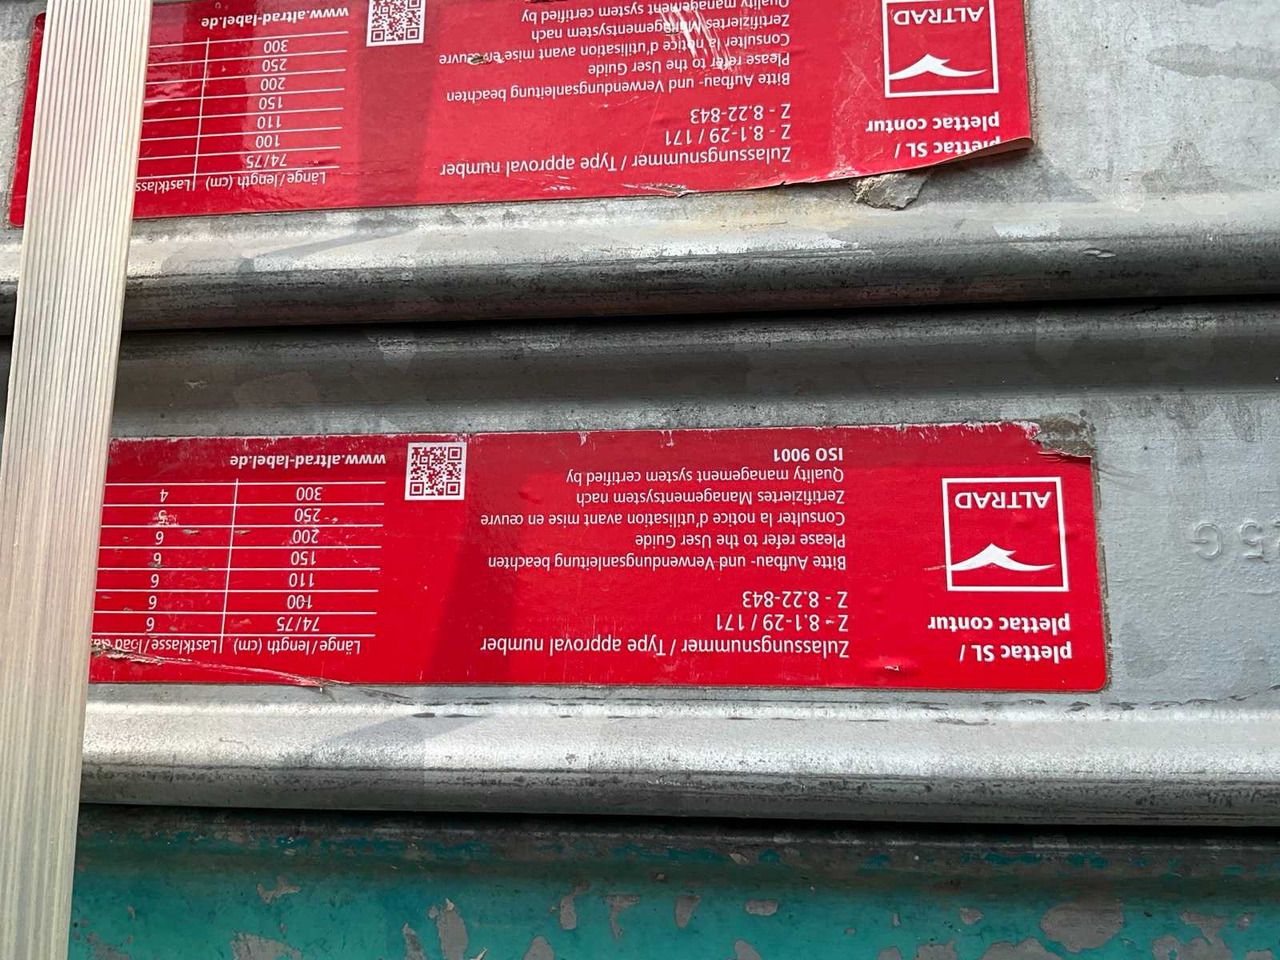 plettac SL /
plettac contur
ALTRAD
Zulassungsnummer / Type approval number
Z - 8.1-29 / 171
Z - 8.22-843
Bitte Aufbau- und Verwendungsanleitung beachten
Please refer to the User Guide
Consulter la notice d'utilisation avant mise en œuvre
Zertifiziertes Managementsystem nach
Quality management system certified by
ISO 9001
Länge/length (cm) Lastklasse/load
74/75 6
100 6
110 6
150 6
200 6
250 5
300 4
www.altrad-label.de
plettac SL /
plettac contur
ALTRAD
Zulassungsnummer / Type approval number
Z - 8.1-29 / 171
Z - 8.22-843
Bitte Aufbau- und Verwendungsanleitung beachten
Please refer to the User Guide
Consulter la notice d'utilisation avant mise en œuvre
Zertifiziertes Managementsystem nach
Quality management system certified by
Länge/length (cm) Lastklass
74/75
100
110
150
200
250
300
www.altrad-label.de